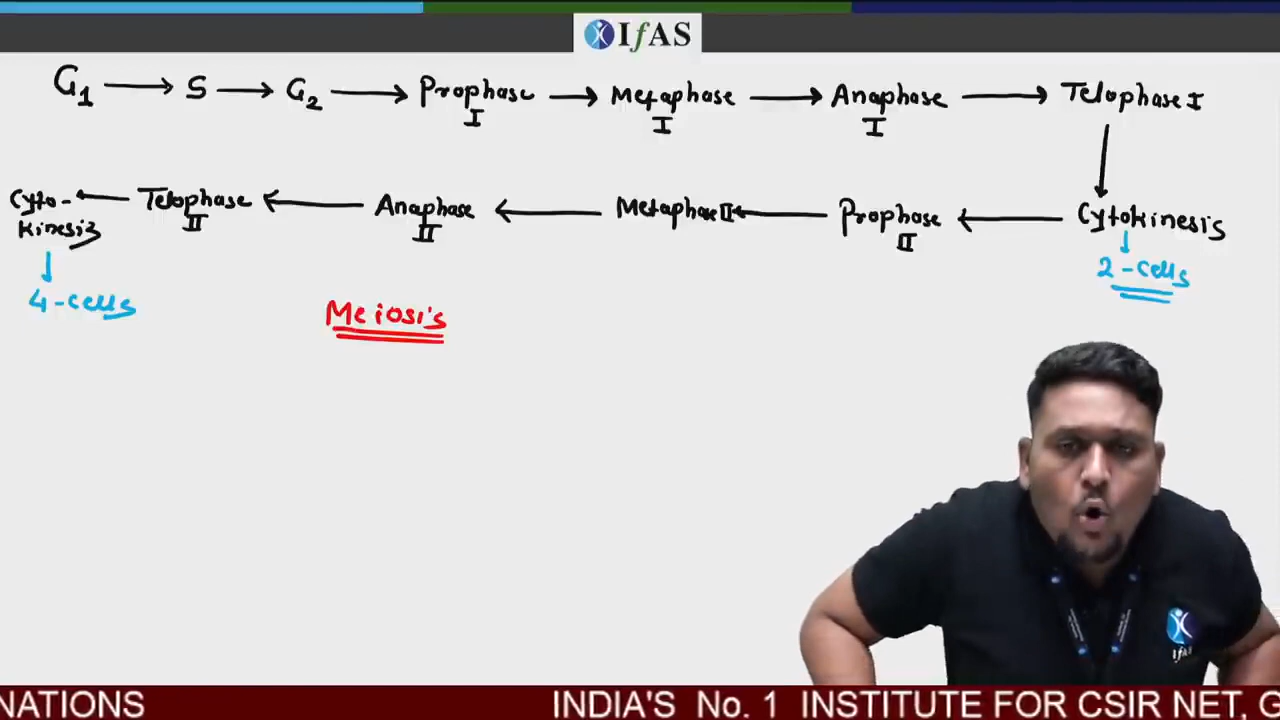 IfAS
G1 → S → G2 → Prophase I → Metaphase I → Anaphase I → Telophase I
Cyto-kinesis ← Telophase II ← Anaphase II ← Metaphase II ← Prophase II ← Cytokinesis
2-cells
4-cells
Meiosis
IfAS
NATIONS INDIA'S No. 1 INSTITUTE FOR CSIR NET, G